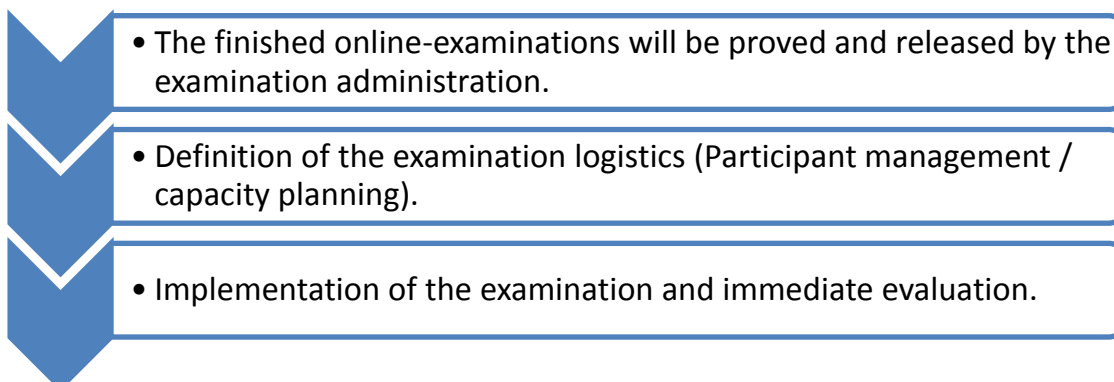 • The finished online-examinations will be proved and released by the
examination administration.
• Definition of the examination logistics (Participant management /
capacity planning).
• Implementation of the examination and immediate evaluation.